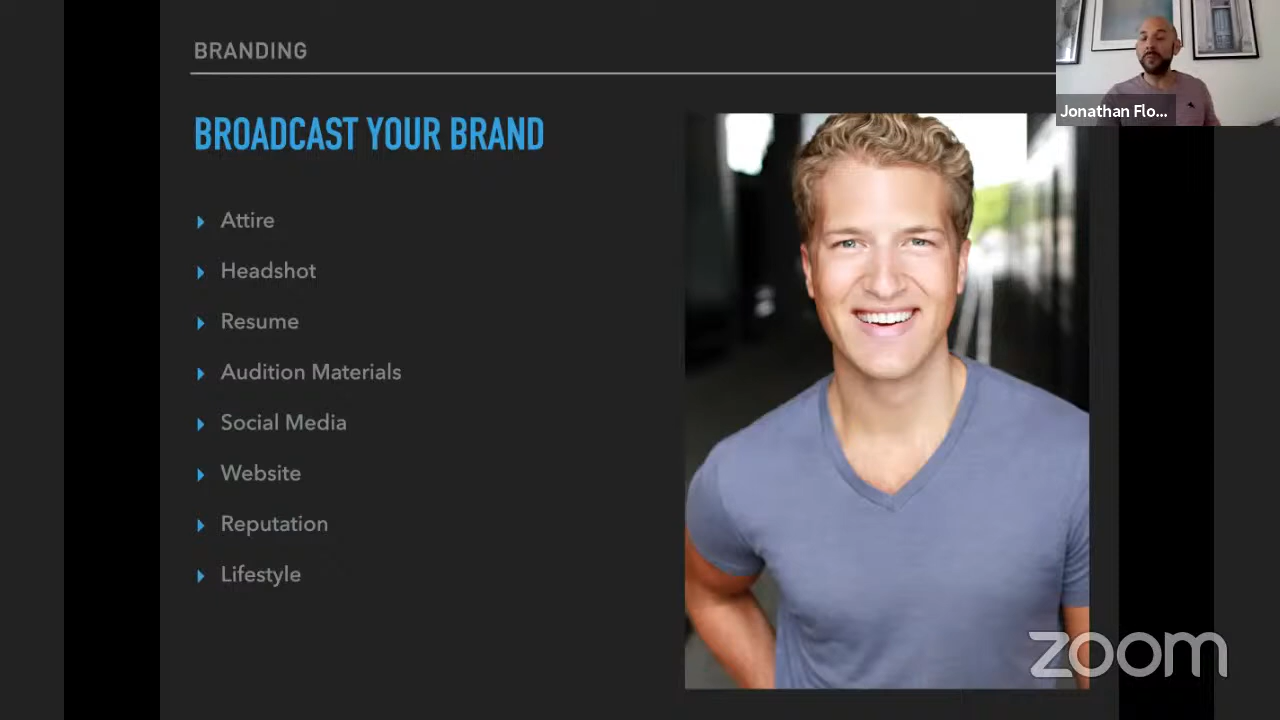 BRANDING
BROADCAST YOUR BRAND
Attire
Headshot
Resume
Audition Materials
Social Media
Website
Reputation
Lifestyle
Jonathan Flo...
zoom